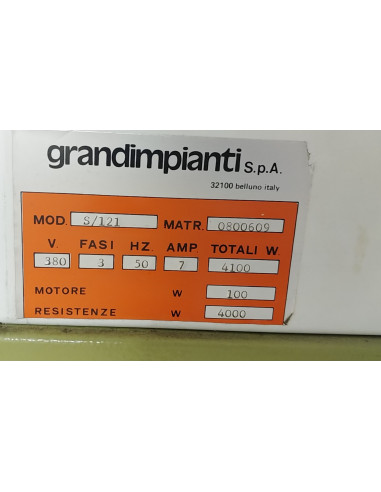 grandimpianti S.p.A.
32100 belluno italy
MOD. S/121 MATR. 0800609
V. FASI HZ. AMP. TOTALI W.
380 3 50 7 4100
MOTORE W 100
RESISTENZE W 4000